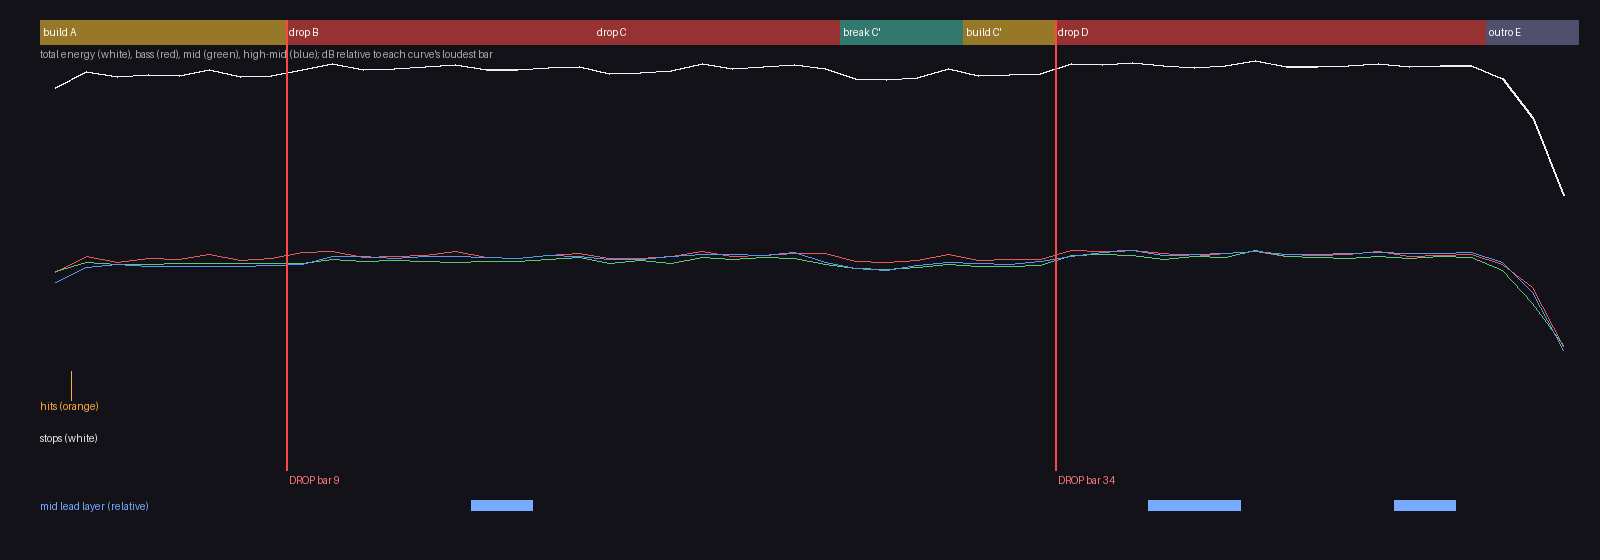 build A drop B drop C break C' build C' drop D outro E
total energy (white), bass (red), mid (green), high-mid (blue); dB relative to each curve's loudest bar
hits (orange)
stops (white)
DROP bar 9 DROP bar 34
mid lead layer (relative)